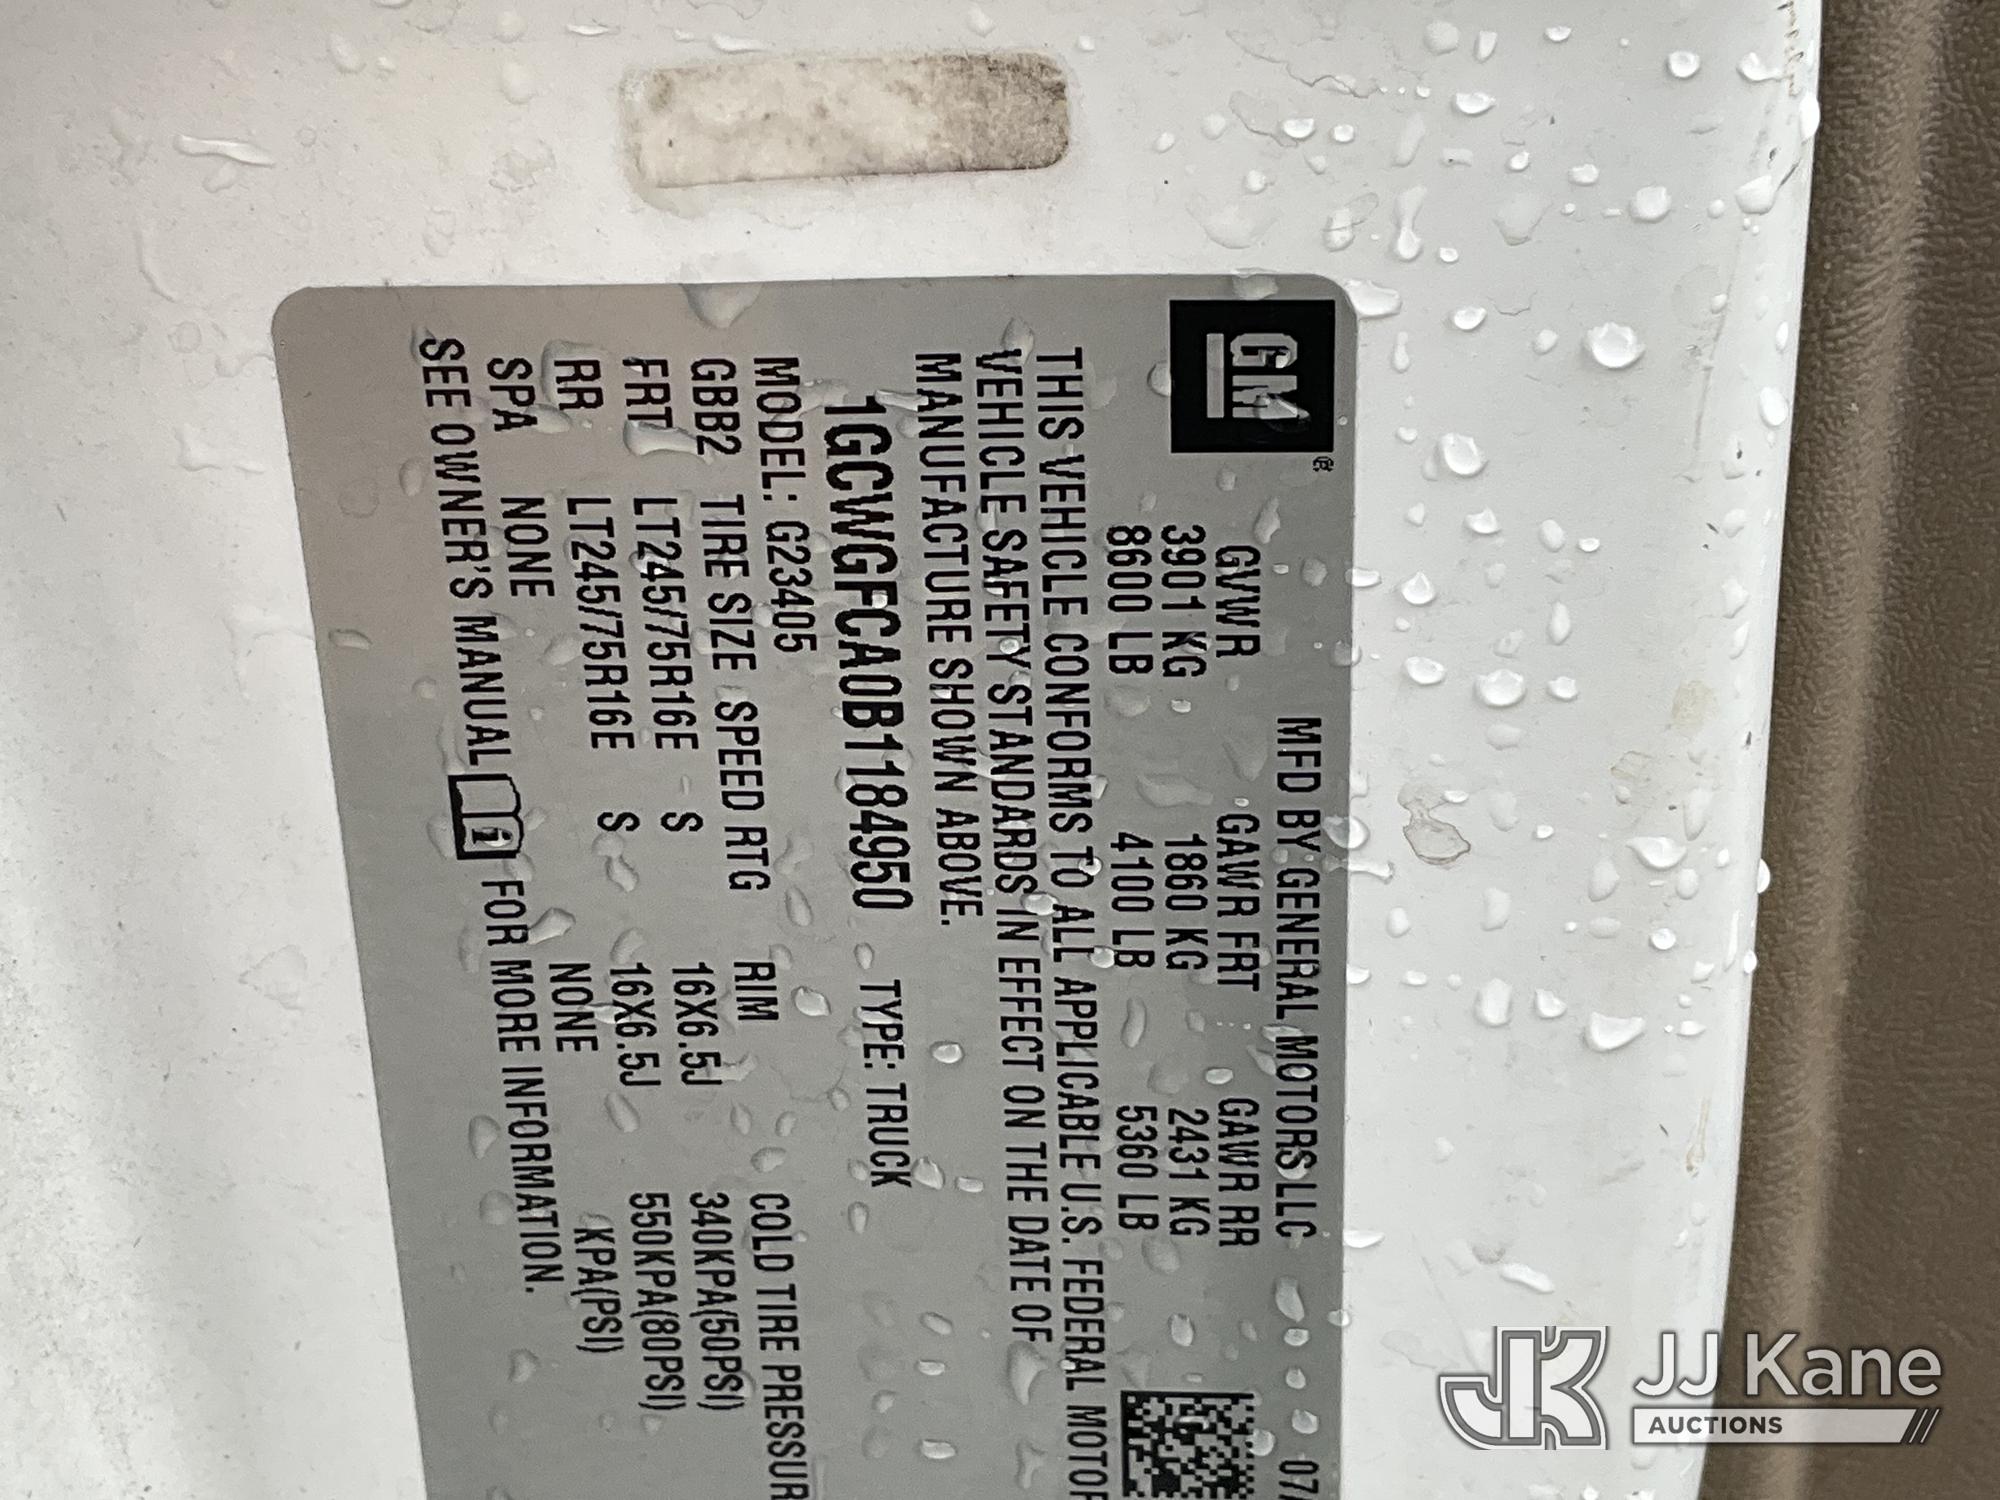 GM®
MFD BY GENERAL MOTORS LLC 07/
GVWR GAWR FRT GAWR RR
3901 KG 1860 KG 2431 KG
8600 LB 4100 LB 5360 LB
THIS VEHICLE CONFORMS TO ALL APPLICABLE U.S. FEDERAL MOTOR
VEHICLE SAFETY STANDARDS IN EFFECT ON THE DATE OF
MANUFACTURE SHOWN ABOVE.
1GCWGFCA0B1184950 TYPE: TRUCK
MODEL: G23405
GBB2 TIRE SIZE SPEED RTG RIM COLD TIRE PRESSUR
FRT LT245/75R16E S 16X6.5J 340KPA(50PSI)
RR LT245/75R16E S 16X6.5J 550KPA(80PSI)
SPA NONE NONE KPA(PSI)
SEE OWNER'S MANUAL i FOR MORE INFORMATION.
JK JJ Kane
AUCTIONS